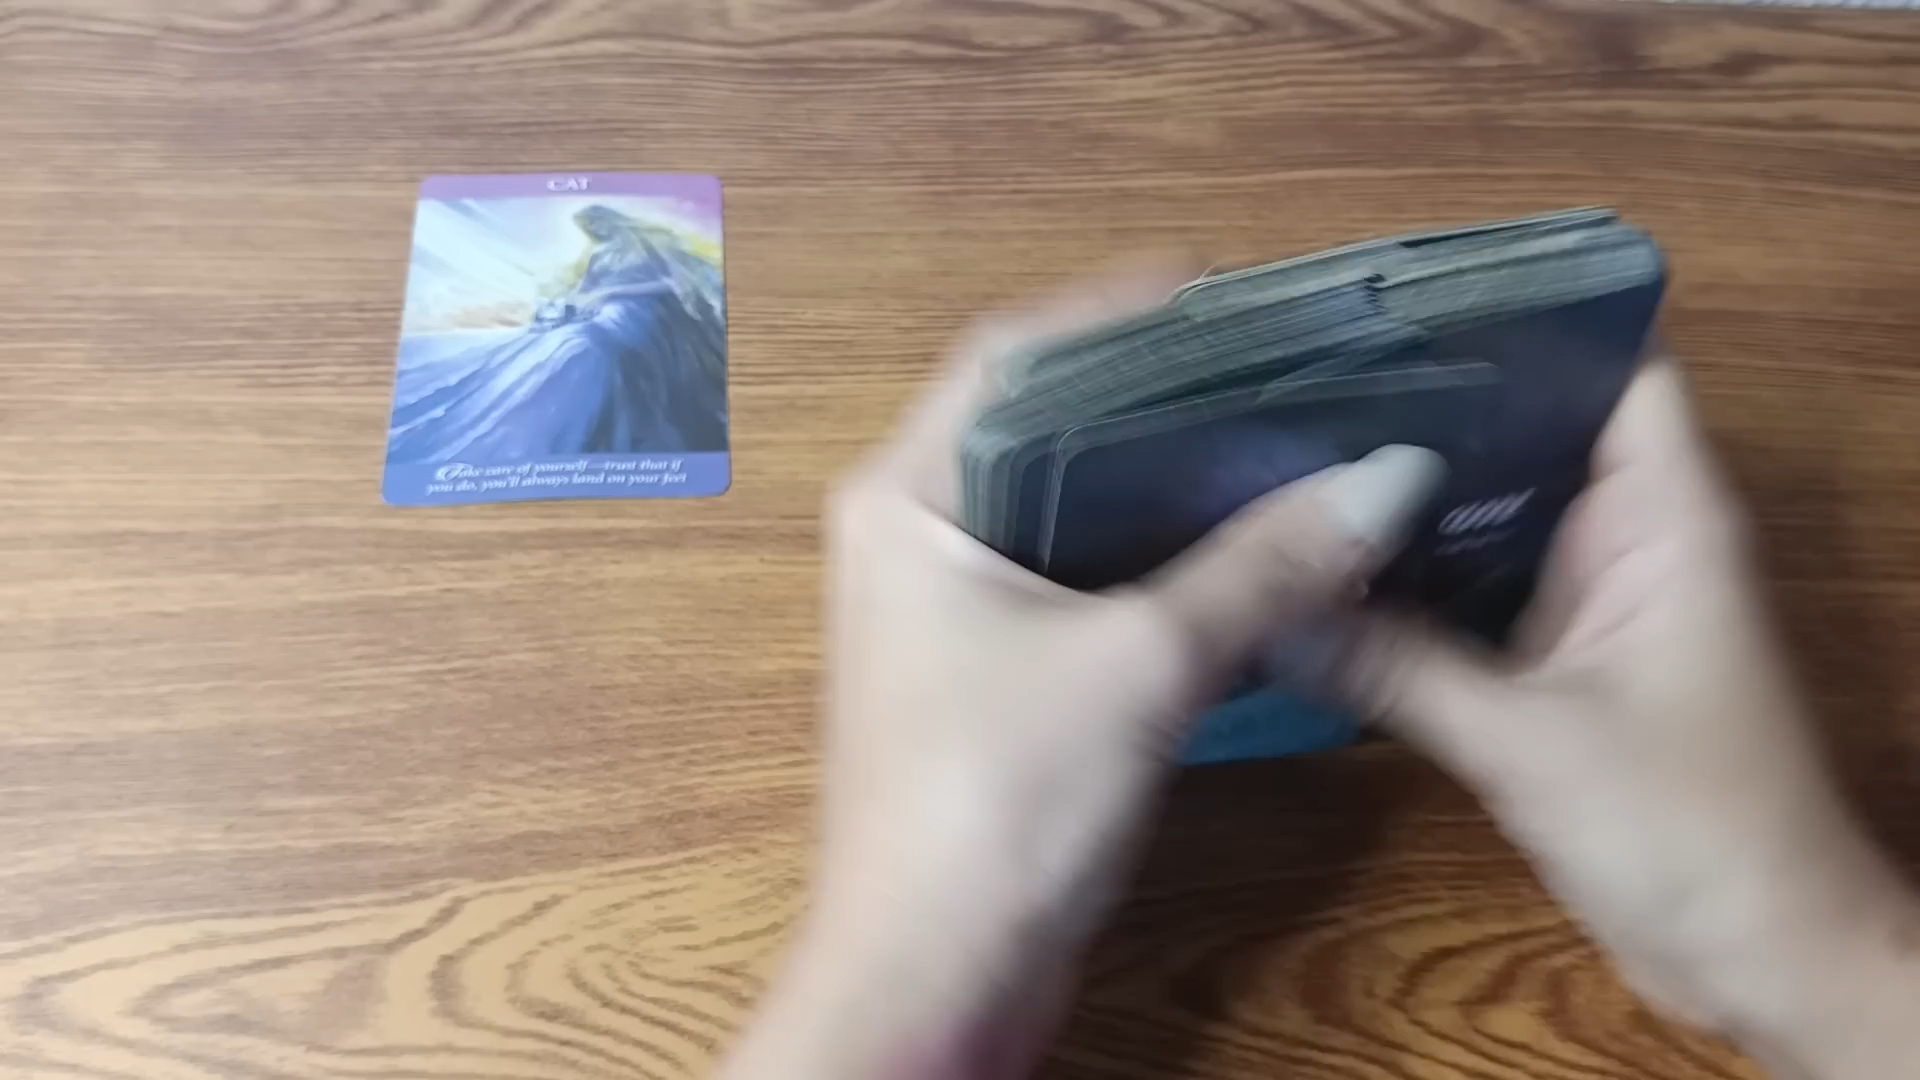 CAT
Take care of yourself—trust that if
you do, you'll always land on your feet